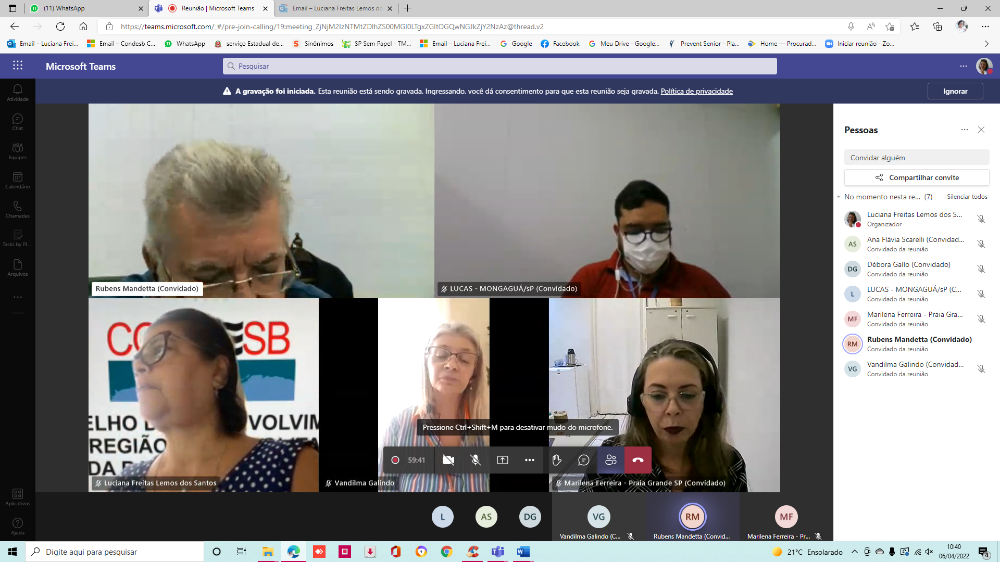 (11) WhatsApp
Reunião | Microsoft Teams
Email – Luciana Freitas Lemos do
https://teams.microsoft.com/_#/pre-join-calling/19:meeting_ZjNjM2IzNTMtZDlhZS00MGI0LTgxZGItOGQwNGJkZjY2NzAz@thread.v2
Email – Luciana Frei...
Email – Condesb C...
WhatsApp
serviço Estadual de...
Sinônimos
SP Sem Papel - TM...
Email – Luciana Frei...
Google
Facebook
Meu Drive - Google...
Prevent Senior - Pla...
Home — Procurad...
Iniciar reunião - Zo...
Microsoft Teams
Pesquisar
A gravação foi iniciada. Esta reunião está sendo gravada. Ingressando, você dá consentimento para que esta reunião seja gravada. Política de privacidade
Ignorar
Atividade
Chat
Equipes
Calendário
Chamadas
Tasks by Pl...
Arquivos
Aplicativos
Ajuda
Rubens Mandetta (Convidado)
LUCAS - MONGAGUÁ/sP (Convidado)
CO ESB
ELHO D VOLVIM
REGIÃO
DA D
Luciana Freitas Lemos dos Santos
Vandilma Galindo
Marilena Ferreira - Praia Grande SP (Convidado)
Pressione Ctrl+Shift+M para desativar mudo do microfone.
59:41
L
AS
DG
VG
Vandilma Galindo (C...
RM
Rubens Mandetta (Convid...
MF
Marilena Ferreira - Pr...
Pessoas
Convidar alguém
Compartilhar convite
No momento nesta re... (7)
Silenciar todos
Luciana Freitas Lemos dos S...
Organizador
AS
Ana Flávia Scarelli (Convidad...
Convidado da reunião
DG
Débora Gallo (Convidado)
Convidado da reunião
L
LUCAS - MONGAGUÁ/sP (C...
Convidado da reunião
MF
Marilena Ferreira - Praia Gra...
Convidado da reunião
RM
Rubens Mandetta (Convidado)
Convidado da reunião
VG
Vandilma Galindo (Convidad...
Convidado da reunião
Digite aqui para pesquisar
21°C Ensolarado
10:40
06/04/2022
4